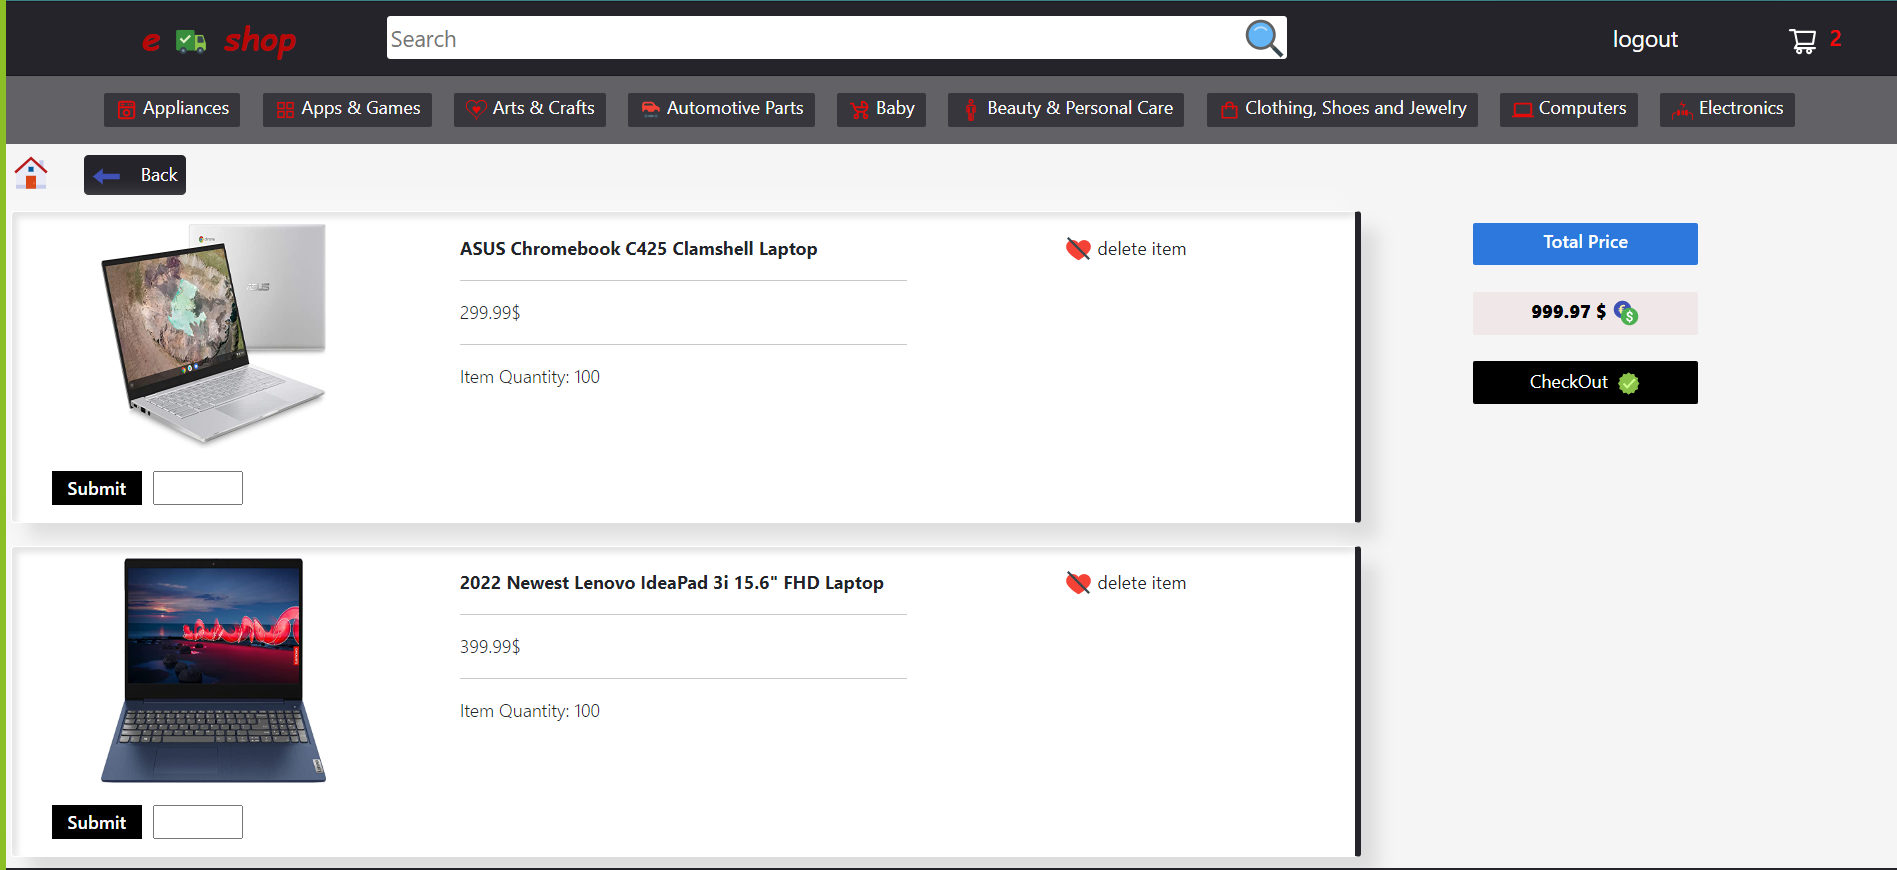 e shop
Search
logout
2
Appliances
Apps & Games
Arts & Crafts
Automotive Parts
Baby
Beauty & Personal Care
Clothing, Shoes and Jewelry
Computers
Electronics
Back
ASUS Chromebook C425 Clamshell Laptop
delete item
299.99$
Item Quantity: 100
ASUS
Submit
2022 Newest Lenovo IdeaPad 3i 15.6" FHD Laptop
delete item
399.99$
Item Quantity: 100
Submit
Total Price
999.97 $
CheckOut